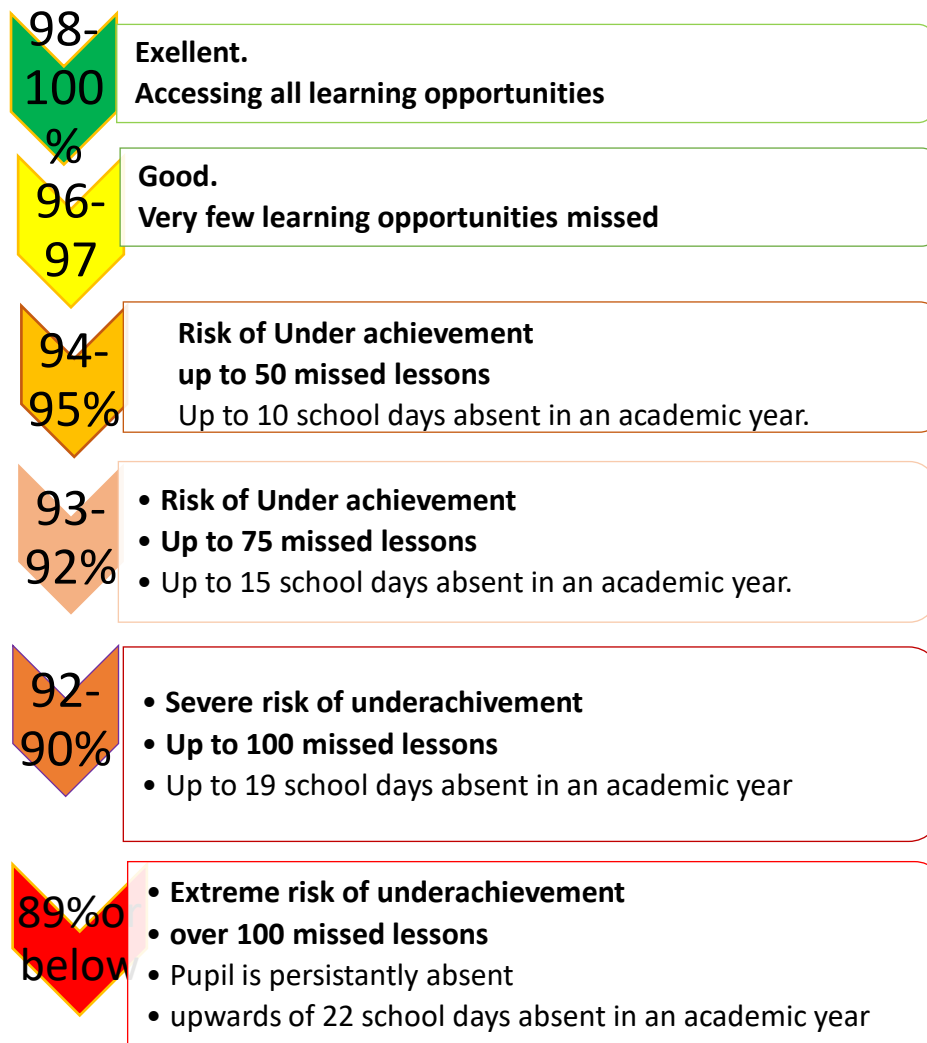 98-
100
%
Exellent.
Accessing all learning opportunities
96-
97
Good.
Very few learning opportunities missed
94-
95%
Risk of Under achievement
up to 50 missed lessons
Up to 10 school days absent in an academic year.
93-
92%
• Risk of Under achievement
• Up to 75 missed lessons
• Up to 15 school days absent in an academic year.
92-
90%
• Severe risk of underachivement
• Up to 100 missed lessons
• Up to 19 school days absent in an academic year
89%or
below
• Extreme risk of underachievement
• over 100 missed lessons
• Pupil is persistantly absent
• upwards of 22 school days absent in an academic year